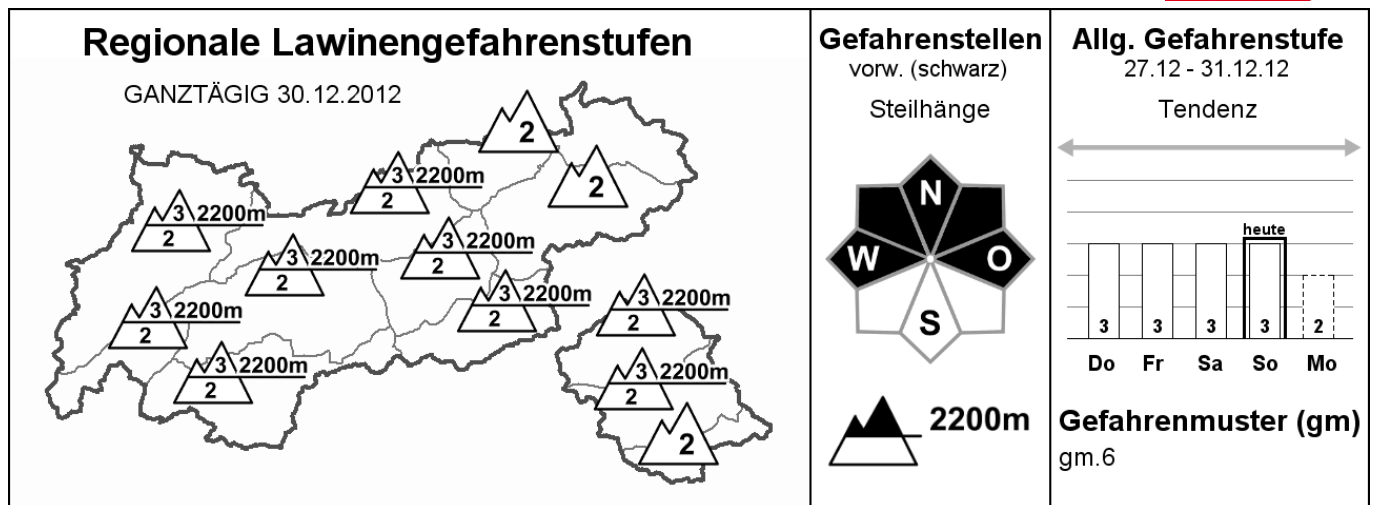 Regionale Lawinengefahrenstufen
GANZTÄGIG 30.12.2012
2
2
3 2200m
2
3 2200m
2
3 2200m
2
3 2200m
2
3 2200m
2
3 2200m
2
3 2200m
2
3 2200m
2
3 2200m
2
2
Gefahrenstellen
vorw. (schwarz)
Steilhänge
N
W O
S
2200m
Allg. Gefahrenstufe
27.12 - 31.12.12
Tendenz
heute
3 3 3 3 2
Do Fr Sa So Mo
Gefahrenmuster (gm)
gm.6